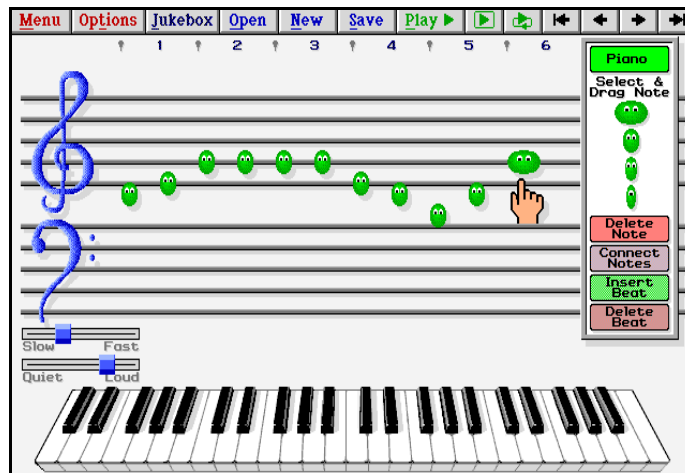 Menu Options Jukebox Open New Save Play
1 2 3 4 5 6
Piano
Select &
Drag Note
Delete
Note
Connect
Notes
Insert
Beat
Delete
Beat
Slow Fast
Quiet Loud